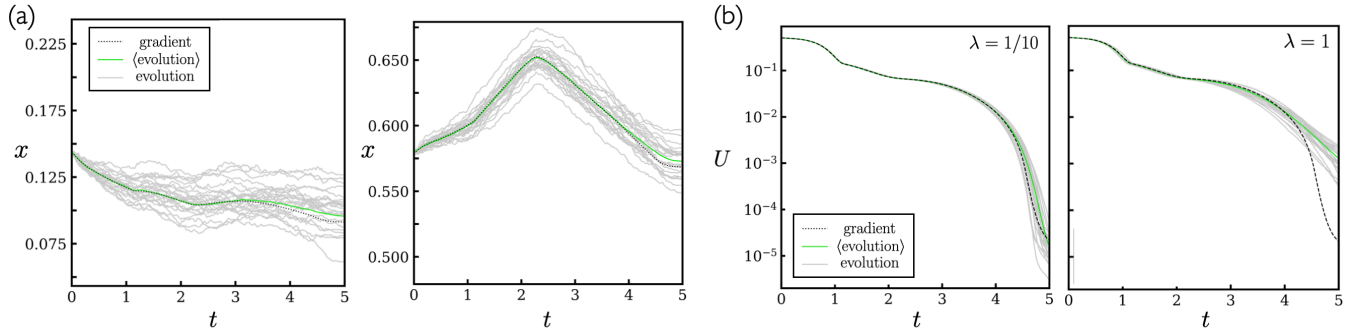 (a)
0.225
0.175
x
0.125
0.075
gradient
⟨evolution⟩
evolution
0 1 2 3 4 5
t
0.650
0.600
x
0.550
0.500
0 1 2 3 4 5
t
(b)
λ = 1/10
10⁻¹
10⁻²
U
10⁻³
10⁻⁴
10⁻⁵
gradient
⟨evolution⟩
evolution
0 1 2 3 4 5
t
λ = 1
0 1 2 3 4 5
t